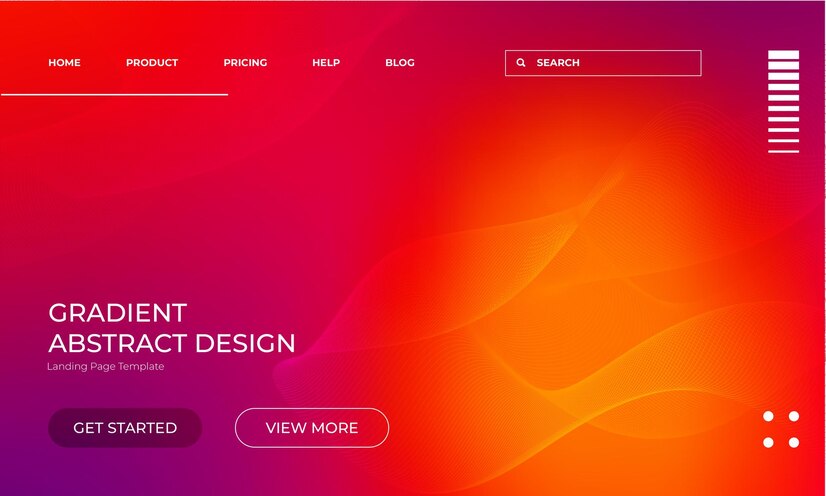 HOME PRODUCT PRICING HELP BLOG SEARCH
GRADIENT
ABSTRACT DESIGN
Landing Page Template
GET STARTED VIEW MORE